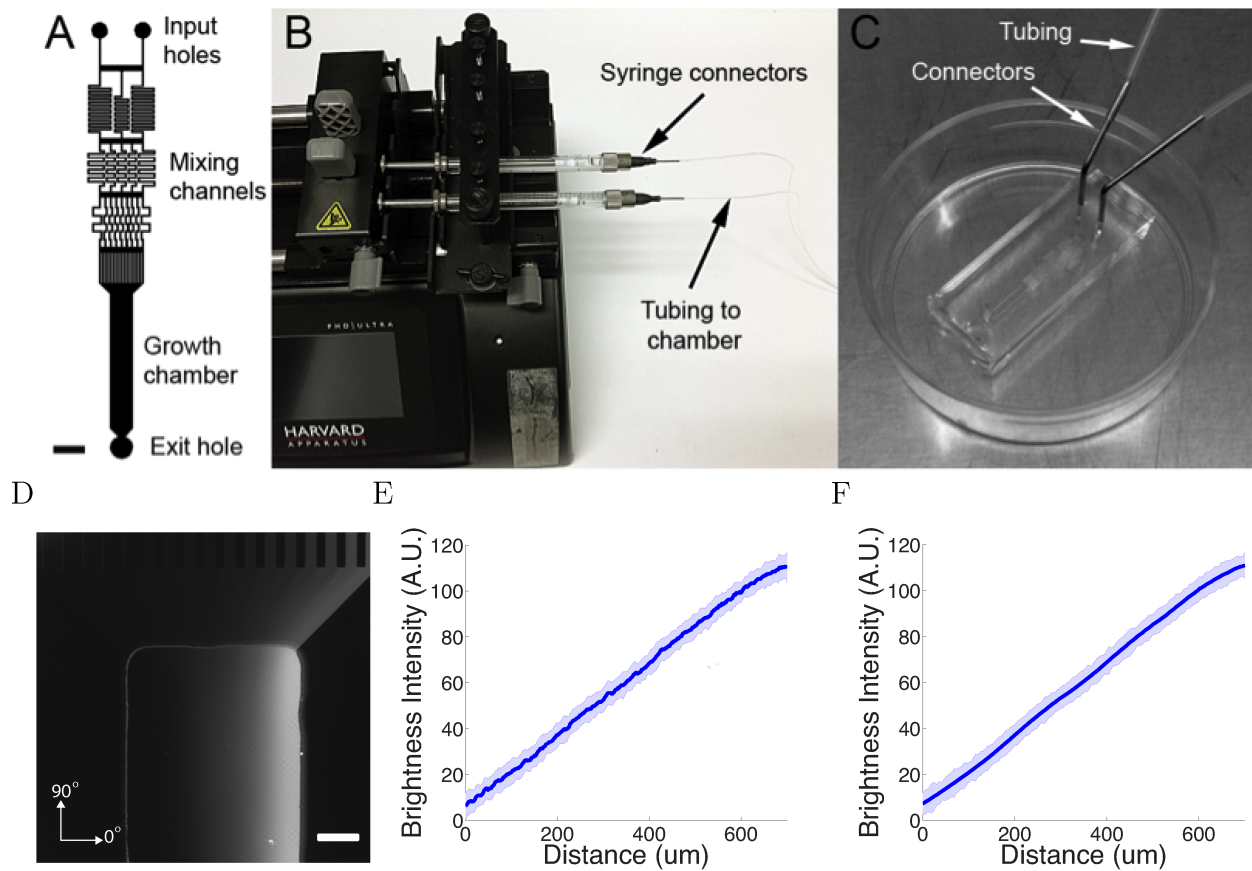 A
Input
holes
Mixing
channels
Growth
chamber
Exit hole
B
Syringe connectors
Tubing to
chamber
PHD|ULTRA
HARVARD
APPARATUS
C
Tubing
Connectors
D
90°
0°
E
Brightness Intensity (A.U.)
120
100
80
60
40
20
0
0 200 400 600
Distance (um)
F
Brightness Intensity (A.U.)
120
100
80
60
40
20
0
0 200 400 600
Distance (um)